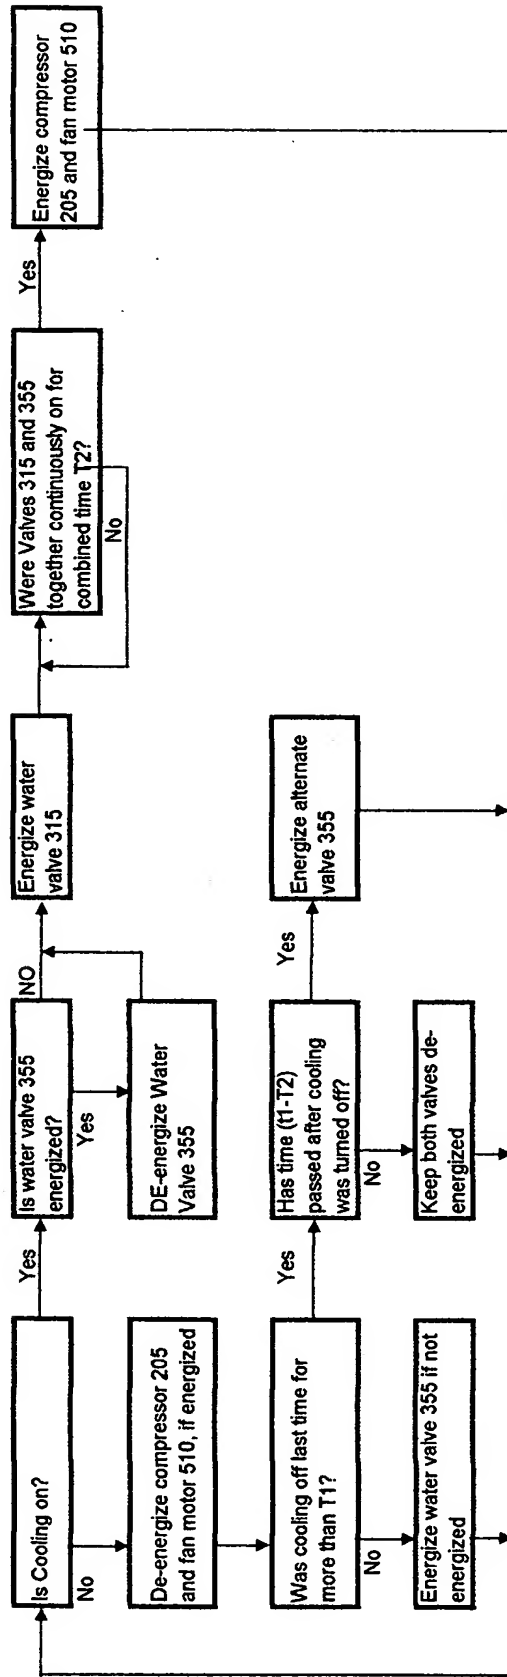 Is Cooling on?
Yes
No
Is water valve 355
energized?
NO
Yes
DE-energize Water
Valve 355
Energize water
valve 315
Were Valves 315 and 355
together continuously on for
combined time T2?
Yes
No
Energize compressor
205 and fan motor 510
De-energize compressor 205
and fan motor 510, if energized
Was cooling off last time for
more than T1?
Yes
No
Has time (t1-T2)
passed after cooling
was turned off?
Yes
No
Energize alternate
valve 355
Energize water valve 355 if not
energized
Keep both valves de-
energized